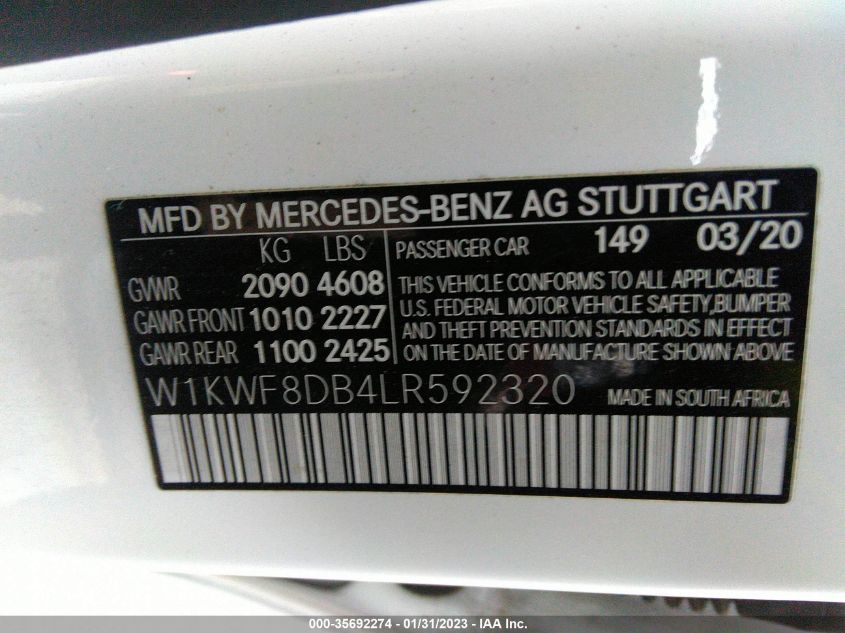 MFD BY MERCEDES-BENZ AG STUTTGART
KG LBS
GVWR 2090 4608
GAWR FRONT 1010 2227
GAWR REAR 1100 2425
PASSENGER CAR 149 03/20
THIS VEHICLE CONFORMS TO ALL APPLICABLE
U.S. FEDERAL MOTOR VEHICLE SAFETY,BUMPER
AND THEFT PREVENTION STANDARDS IN EFFECT
ON THE DATE OF MANUFACTURE SHOWN ABOVE
W1KWF8DB4LR592320 MADE IN SOUTH AFRICA
000-35692274 - 01/31/2023 - IAA Inc.